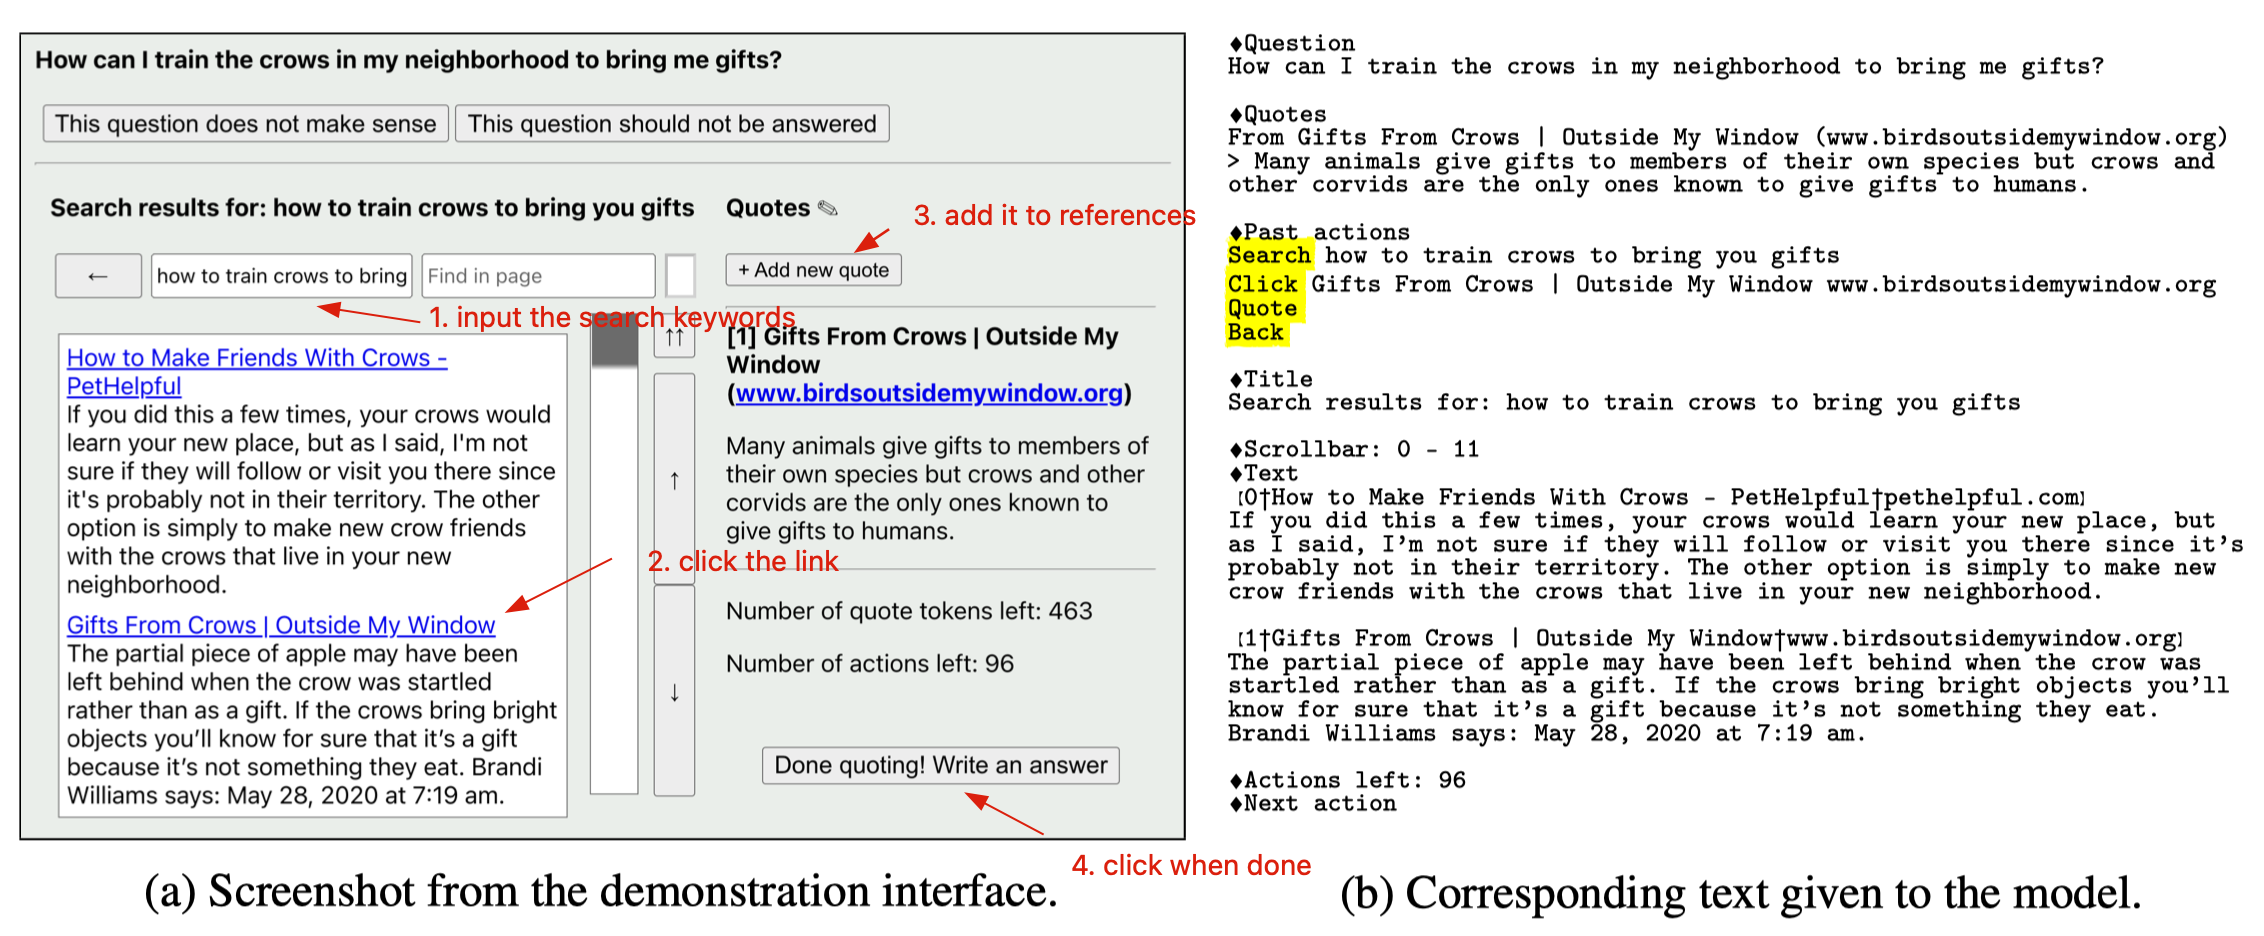 How can I train the crows in my neighborhood to bring me gifts?
This question does not make sense
This question should not be answered
Search results for: how to train crows to bring you gifts
←
how to train crows to bring
Find in page
1. input the search keywords
How to Make Friends With Crows -
PetHelpful
If you did this a few times, your crows would
learn your new place, but as I said, I'm not
sure if they will follow or visit you there since
it's probably not in their territory. The other
option is simply to make new crow friends
with the crows that live in your new
neighborhood.
2. click the link
Gifts From Crows | Outside My Window
The partial piece of apple may have been
left behind when the crow was startled
rather than as a gift. If the crows bring bright
objects you’ll know for sure that it’s a gift
because it’s not something they eat. Brandi
Williams says: May 28, 2020 at 7:19 am.
↑↑
↑
↓
Quotes ✎
3. add it to references
+ Add new quote
[1] Gifts From Crows | Outside My
Window
(www.birdsoutsidemywindow.org)
Many animals give gifts to members of
their own species but crows and other
corvids are the only ones known to
give gifts to humans.
Number of quote tokens left: 463
Number of actions left: 96
Done quoting! Write an answer
4. click when done
(a) Screenshot from the demonstration interface.
♦Question
How can I train the crows in my neighborhood to bring me gifts?
♦Quotes
From Gifts From Crows | Outside My Window (www.birdsoutsidemywindow.org)
> Many animals give gifts to members of their own species but crows and
other corvids are the only ones known to give gifts to humans.
♦Past actions
Search how to train crows to bring you gifts
Click Gifts From Crows | Outside My Window www.birdsoutsidemywindow.org
Quote
Back
♦Title
Search results for: how to train crows to bring you gifts
♦Scrollbar: 0 - 11
♦Text
【0†How to Make Friends With Crows - PetHelpful†pethelpful.com】
If you did this a few times, your crows would learn your new place, but
as I said, I’m not sure if they will follow or visit you there since it’s
probably not in their territory. The other option is simply to make new
crow friends with the crows that live in your new neighborhood.
【1†Gifts From Crows | Outside My Window†www.birdsoutsidemywindow.org】
The partial piece of apple may have been left behind when the crow was
startled rather than as a gift. If the crows bring bright objects you’ll
know for sure that it’s a gift because it’s not something they eat.
Brandi Williams says: May 28, 2020 at 7:19 am.
♦Actions left: 96
♦Next action
(b) Corresponding text given to the model.